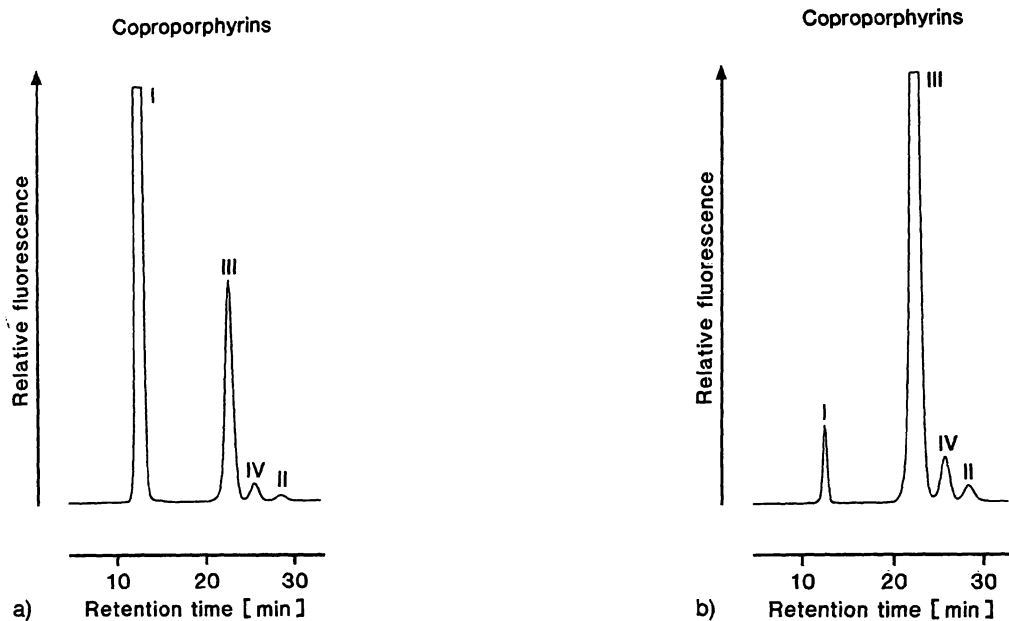 Coproporphyrins
I
III
IV
II
Relative fluorescence
10 20 30
a) Retention time [min]
Coproporphyrins
III
I
IV
II
Relative fluorescence
10 20 30
b) Retention time [min]